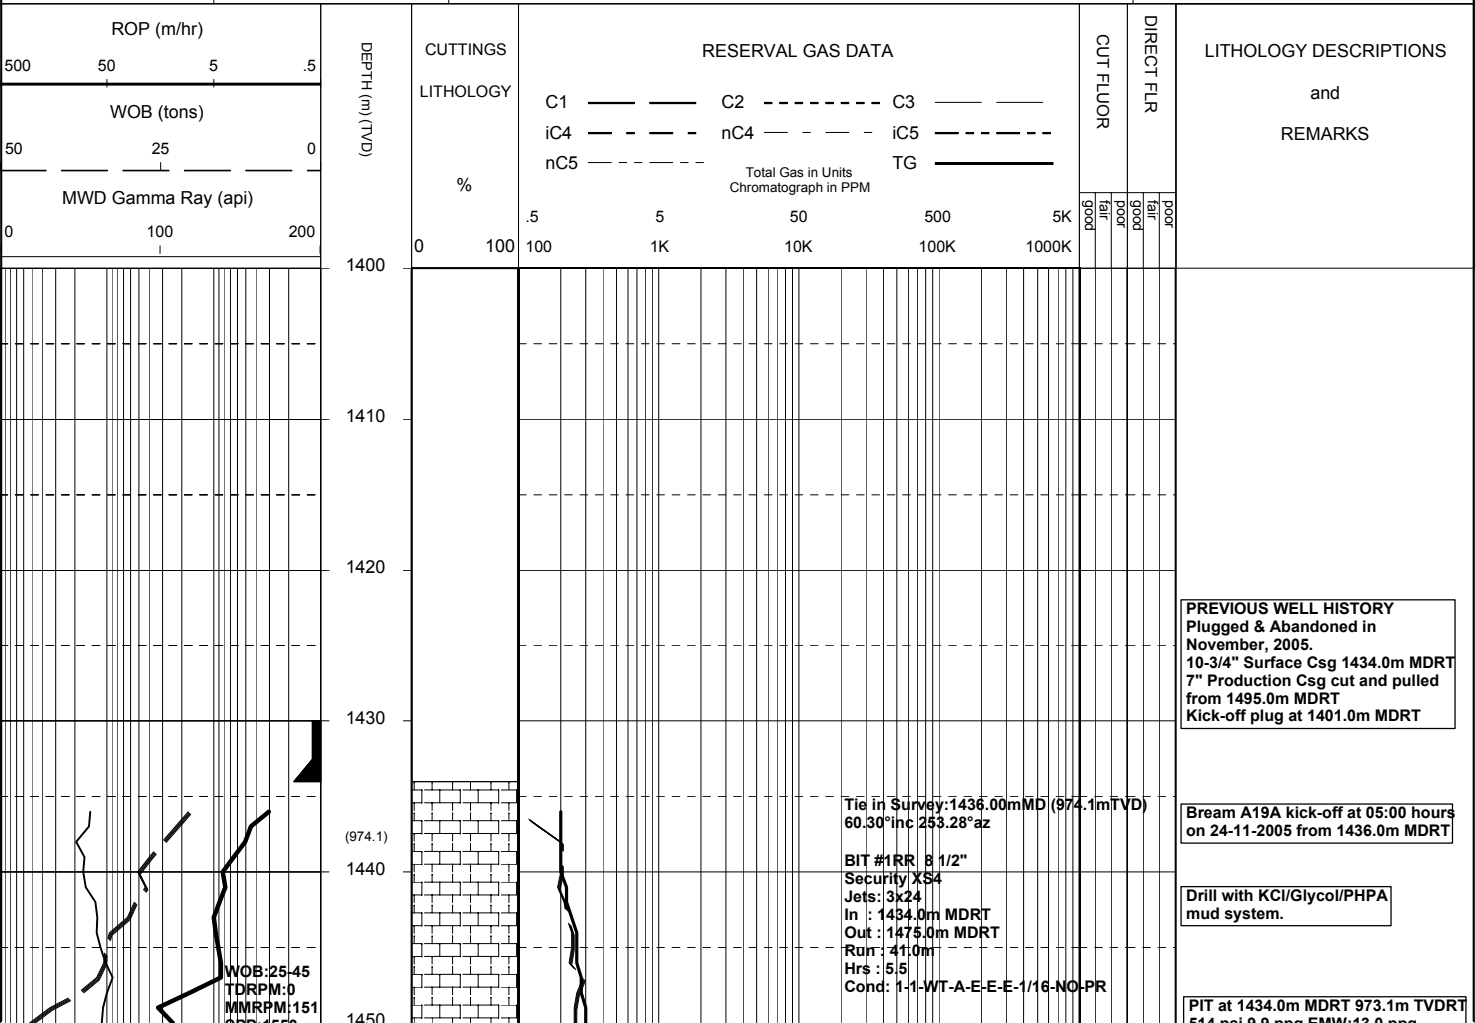 ROP (m/hr)
500 50 5 .5
WOB (tons)
50 25 0
MWD Gamma Ray (api)
0 100 200
DEPTH (m) (TVD)
CUTTINGS
LITHOLOGY
%
0 100
RESERVAL GAS DATA
C1 C2 C3
iC4 nC4 iC5
nC5 TG
Total Gas in Units
Chromatograph in PPM
.5 5 50 500 5K
100 1K 10K 100K 1000K
CUT FLUOR
DIRECT FLR
good
fair
poor
good
fair
poor
LITHOLOGY DESCRIPTIONS
and
REMARKS
1400
1410
1420
PREVIOUS WELL HISTORY
Plugged & Abandoned in
November, 2005.
10-3/4" Surface Csg 1434.0m MDRT
7" Production Csg cut and pulled
from 1495.0m MDRT
Kick-off plug at 1401.0m MDRT
1430
Tie in Survey:1436.00mMD (974.1mTVD)
60.30°inc 253.28°az
Bream A19A kick-off at 05:00 hours
on 24-11-2005 from 1436.0m MDRT
(974.1)
1440
BIT #1RR 8 1/2"
Security XS4
Jets: 3x24
In : 1434.0m MDRT
Out : 1475.0m MDRT
Run : 41.0m
Hrs : 5.5
Cond: 1-1-WT-A-E-E-E-1/16-NO-PR
Drill with KCl/Glycol/PHPA
mud system.
WOB:25-45
TDRPM:0
MMRPM:151
1450
PIT at 1434.0m MDRT 973.1m TVDRT
514 psi 9.9 ppg EMW:13.0 ppg